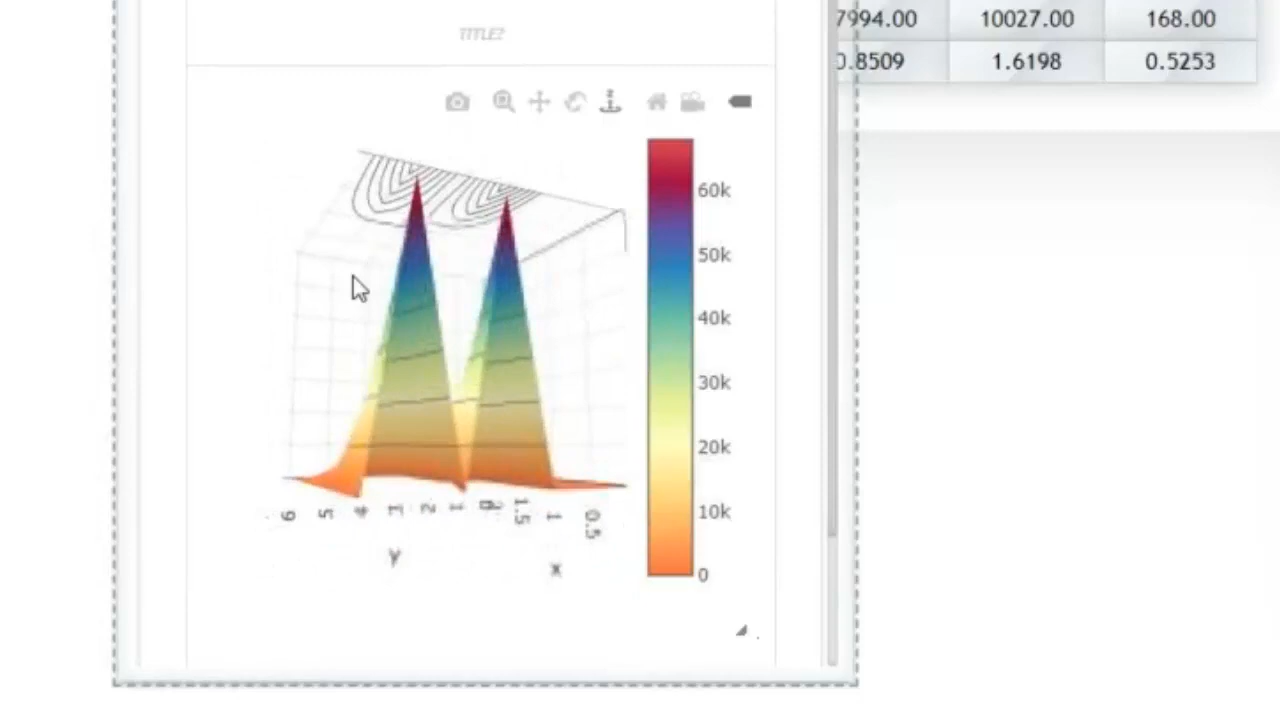 TITLE?
7994.00 10027.00 168.00
0.8509 1.6198 0.5253
60k
50k
40k
30k
20k
10k
0
6 5 4 3 2 1 1.5 1 0.5
y
x